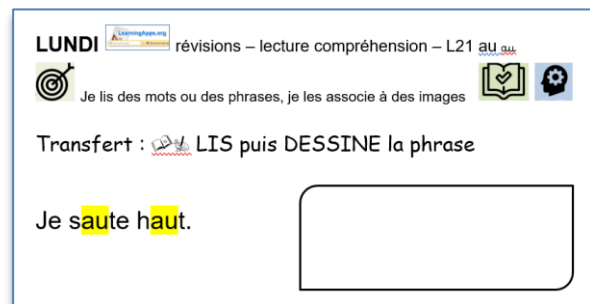 LUNDI LearningApps.org révisions – lecture compréhension – L21 au au
Je lis des mots ou des phrases, je les associe à des images
Transfert : LIS puis DESSINE la phrase
Je saute haut.